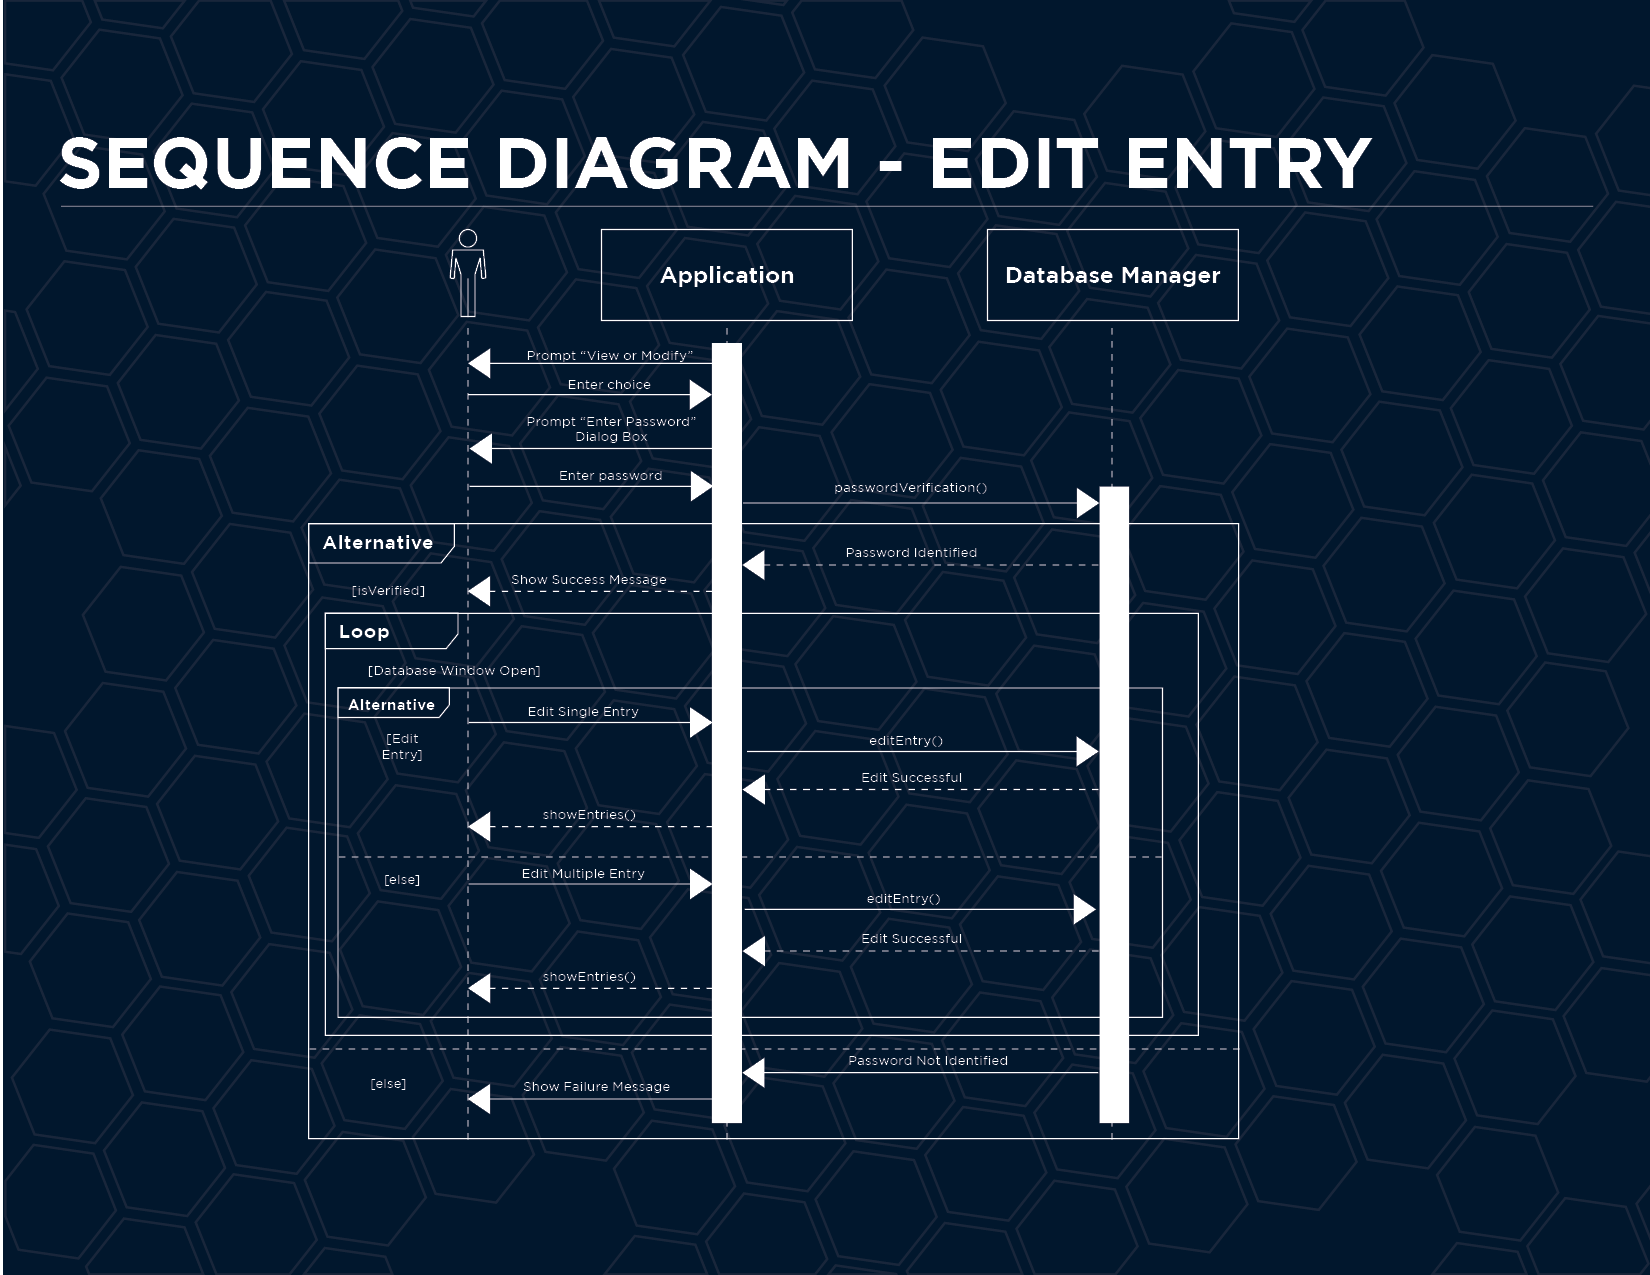 SEQUENCE DIAGRAM - EDIT ENTRY
Application
Database Manager
Prompt “View or Modify”
Enter choice
Prompt “Enter Password”
Dialog Box
Enter password
passwordVerification()
Alternative
Password Identified
Show Success Message
[isVerified]
Loop
[Database Window Open]
Alternative
Edit Single Entry
[Edit
Entry]
editEntry()
Edit Successful
showEntries()
[else]
Edit Multiple Entry
editEntry()
Edit Successful
showEntries()
Password Not Identified
[else]
Show Failure Message